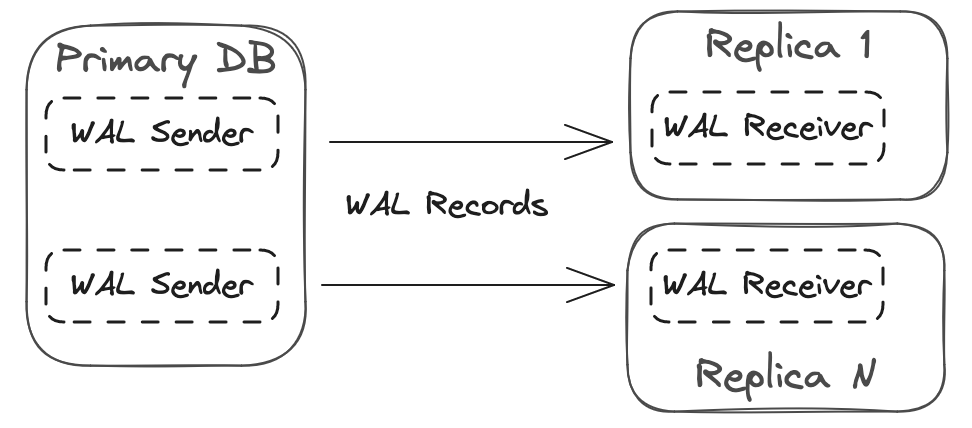 Primary DB
WAL Sender
WAL Sender
WAL Records
Replica 1
WAL Receiver
WAL Receiver
Replica N